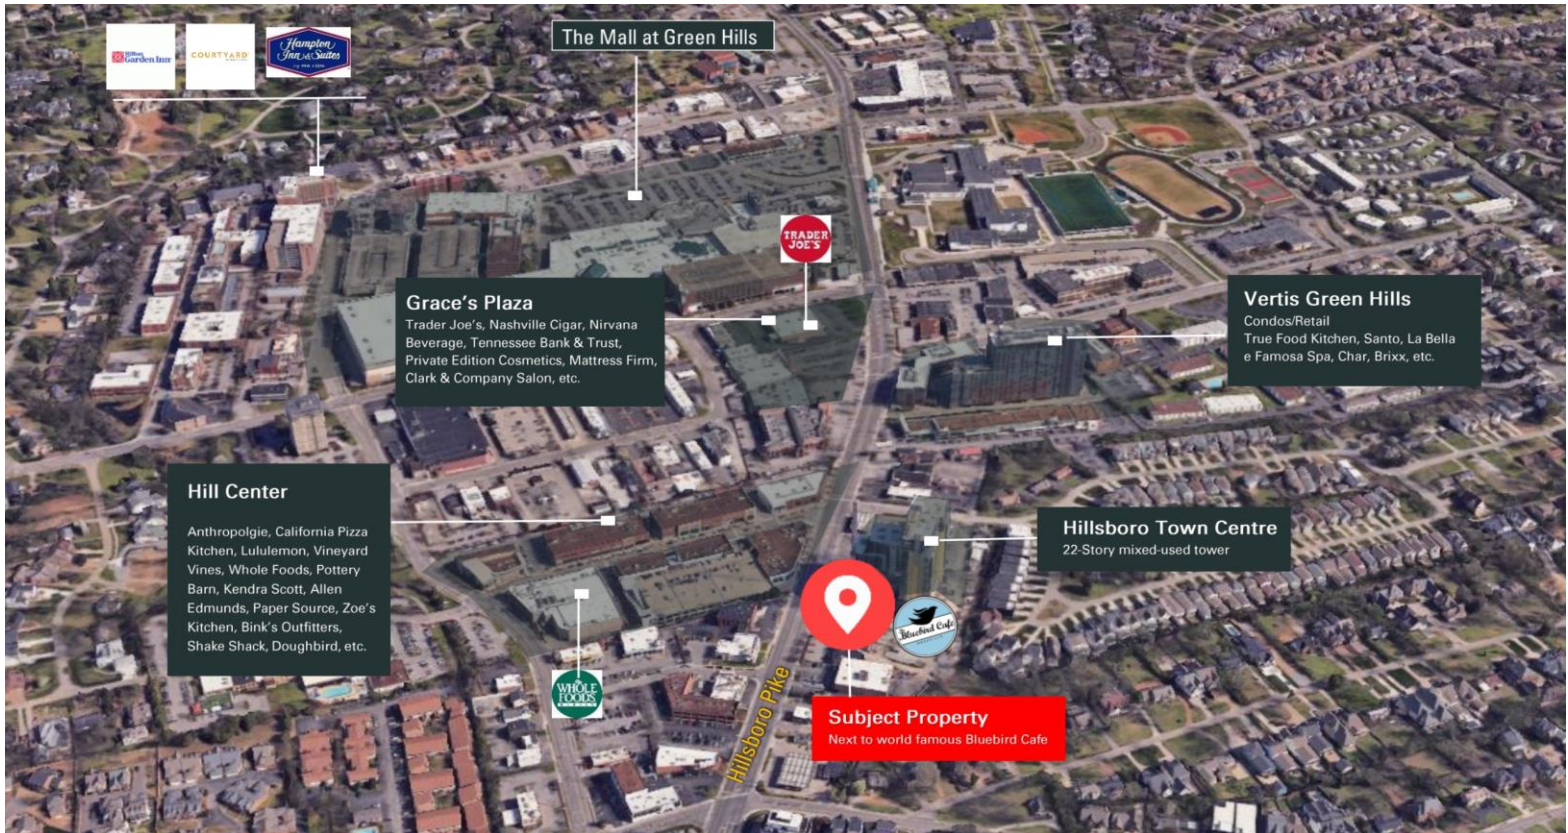 Hilton
Garden Inn
COURTYARD
Hampton
Inn & Suites
The Mall at Green Hills
TRADER
JOE'S
Grace's Plaza
Trader Joe's, Nashville Cigar, Nirvana
Beverage, Tennessee Bank & Trust,
Private Edition Cosmetics, Mattress Firm,
Clark & Company Salon, etc.
Vertis Green Hills
Condos/Retail
True Food Kitchen, Santo, La Bella
e Famosa Spa, Char, Brixx, etc.
Hill Center
Anthropolgie, California Pizza
Kitchen, Lululemon, Vineyard
Vines, Whole Foods, Pottery
Barn, Kendra Scott, Allen
Edmunds, Paper Source, Zoe's
Kitchen, Bink's Outfitters,
Shake Shack, Doughbird, etc.
Hillsboro Town Centre
22-Story mixed-used tower
Bluebird Cafe
WHOLE
FOODS
MARKET
Hillsboro Pike
Subject Property
Next to world famous Bluebird Cafe